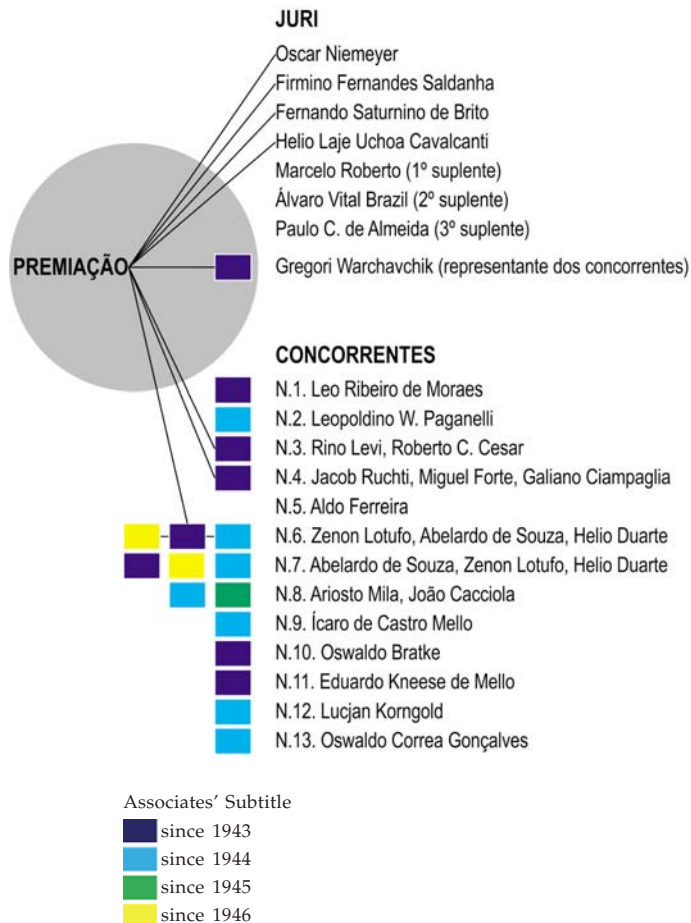 JURI
Oscar Niemeyer
Firmino Fernandes Saldanha
Fernando Saturnino de Brito
Helio Laje Uchoa Cavalcanti
Marcelo Roberto (1º suplente)
Álvaro Vital Brazil (2º suplente)
Paulo C. de Almeida (3º suplente)
PREMIAÇÃO
Gregori Warchavchik (representante dos concorrentes)
CONCORRENTES
N.1. Leo Ribeiro de Moraes
N.2. Leopoldino W. Paganelli
N.3. Rino Levi, Roberto C. Cesar
N.4. Jacob Ruchti, Miguel Forte, Galiano Ciampaglia
N.5. Aldo Ferreira
N.6. Zenon Lotufo, Abelardo de Souza, Helio Duarte
N.7. Abelardo de Souza, Zenon Lotufo, Helio Duarte
N.8. Ariosto Mila, João Cacciola
N.9. Ícaro de Castro Mello
N.10. Oswaldo Bratke
N.11. Eduardo Kneese de Mello
N.12. Lucjan Korngold
N.13. Oswaldo Correa Gonçalves
Associates' Subtitle
since 1943
since 1944
since 1945
since 1946